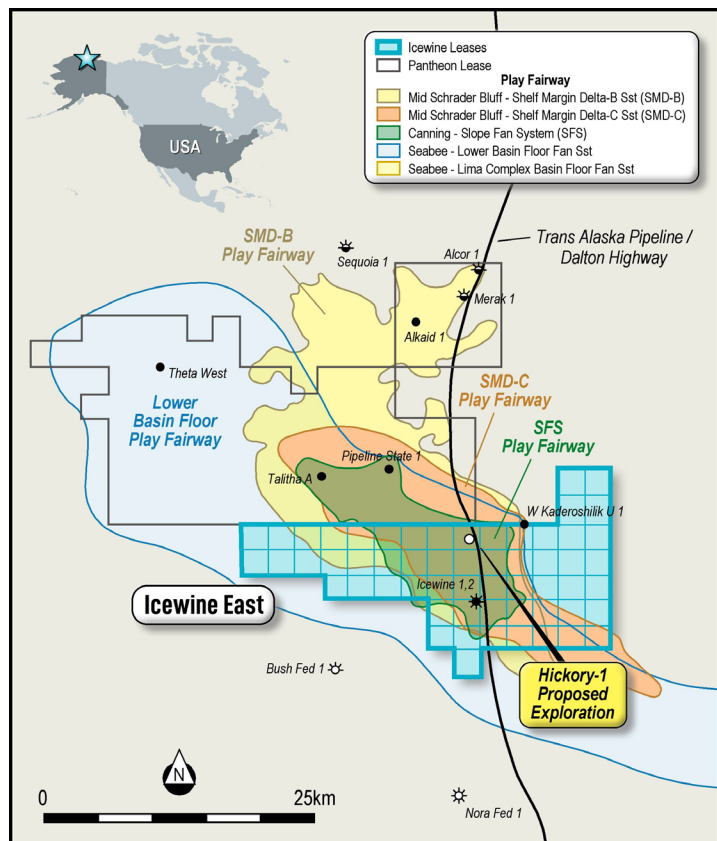 USA
Icewine Leases
Pantheon Lease
Play Fairway
Mid Schrader Bluff - Shelf Margin Delta-B Sst (SMD-B)
Mid Schrader Bluff - Shelf Margin Delta-C Sst (SMD-C)
Canning - Slope Fan System (SFS)
Seabee - Lower Basin Floor Fan Sst
Seabee - Lima Complex Basin Floor Fan Sst
SMD-B
Play Fairway
Sequoia 1
Alcor 1
Trans Alaska Pipeline /
Dalton Highway
Merak 1
Alkaid 1
Theta West
Lower
Basin Floor
Play Fairway
SMD-C
Play Fairway
SFS
Play Fairway
Pipeline State 1
Talitha A
W Kaderoshilik U 1
Icewine 1,2
Icewine East
Bush Fed 1
Hickory-1
Proposed
Exploration
N
0
25km
Nora Fed 1